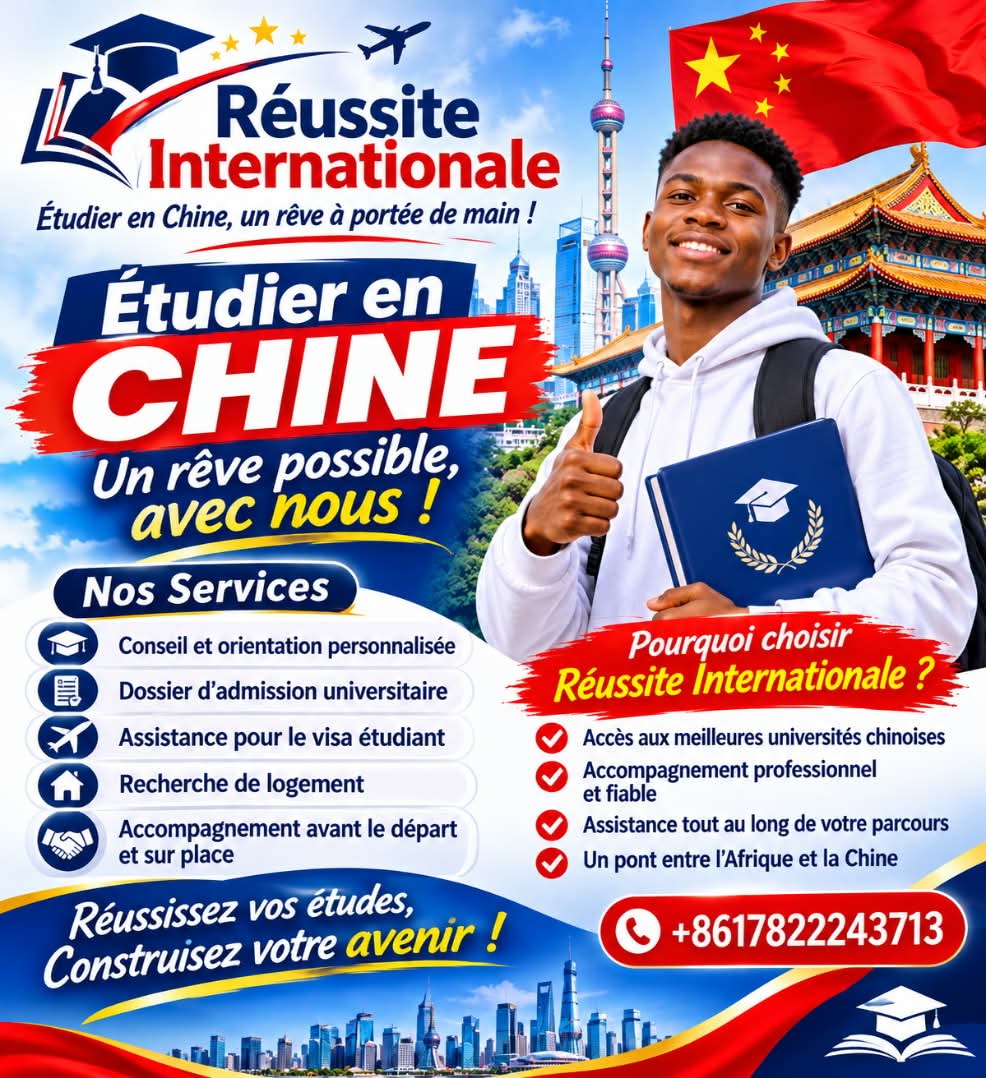 Réussite
Internationale
Étudier en Chine, un rêve à portée de main !
Étudier en
CHINE
Un rêve possible,
avec nous !
Nos Services
Conseil et orientation personnalisée
Dossier d'admission universitaire
Assistance pour le visa étudiant
Recherche de logement
Accompagnement avant le départ
et sur place
Pourquoi choisir
Réussite Internationale ?
Accès aux meilleures universités chinoises
Accompagnement professionnel
et fiable
Assistance tout au long de votre parcours
Un pont entre l'Afrique et la Chine
Réussissez vos études,
Construisez votre avenir !
+8617822243713